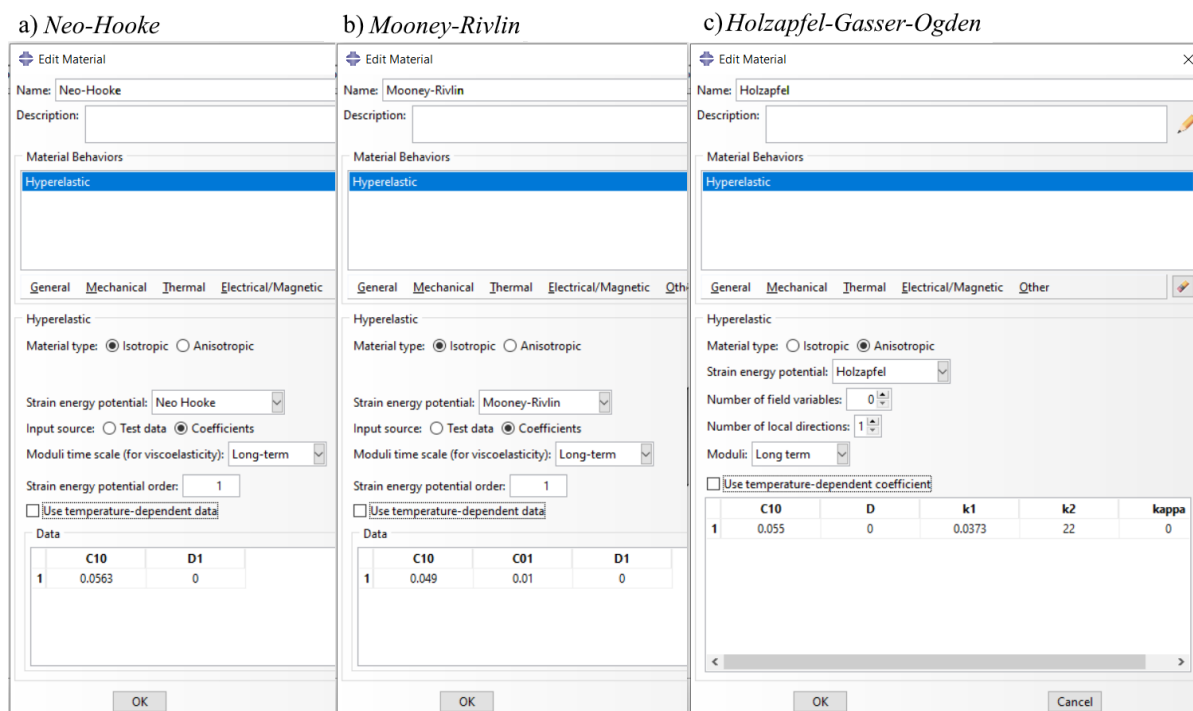 a) Neo-Hooke
Edit Material
Name: Neo-Hooke
Description:
Material Behaviors
Hyperelastic
General Mechanical Thermal Electrical/Magnetic
Hyperelastic
Material type: Isotropic Anisotropic
Strain energy potential: Neo Hooke
Input source: Test data Coefficients
Moduli time scale (for viscoelasticity): Long-term
Strain energy potential order: 1
Use temperature-dependent data
Data
C10 D1
1 0.0563 0
OK
b) Mooney-Rivlin
Edit Material
Name: Mooney-Rivlin
Description:
Material Behaviors
Hyperelastic
General Mechanical Thermal Electrical/Magnetic Oth
Hyperelastic
Material type: Isotropic Anisotropic
Strain energy potential: Mooney-Rivlin
Input source: Test data Coefficients
Moduli time scale (for viscoelasticity): Long-term
Strain energy potential order: 1
Use temperature-dependent data
Data
C10 C01 D1
1 0.049 0.01 0
OK
c) Holzapfel-Gasser-Ogden
Edit Material
Name: Holzapfel
Description:
Material Behaviors
Hyperelastic
General Mechanical Thermal Electrical/Magnetic Other
Hyperelastic
Material type: Isotropic Anisotropic
Strain energy potential: Holzapfel
Number of field variables: 0
Number of local directions: 1
Moduli: Long term
Use temperature-dependent coefficient
C10 D k1 k2 kappa
1 0.055 0 0.0373 22 0
OK Cancel